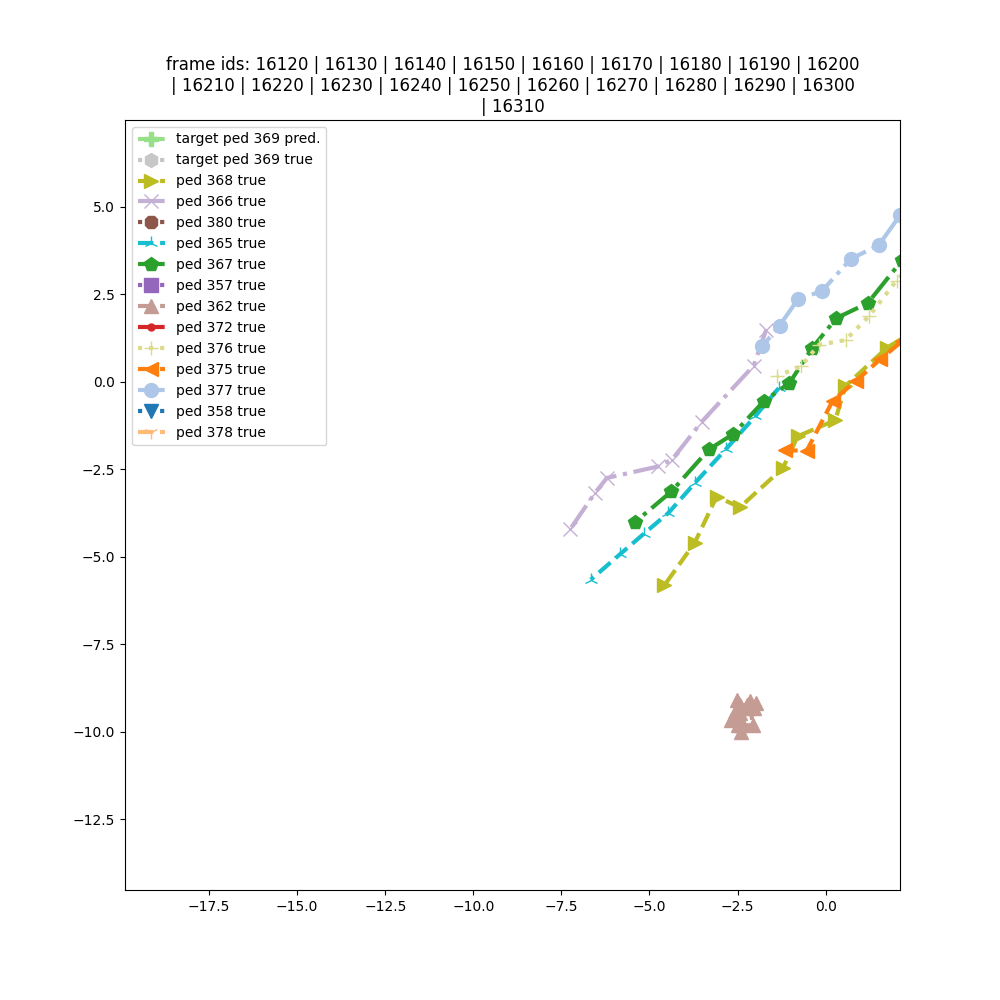 frame ids: 16120 | 16130 | 16140 | 16150 | 16160 | 16170 | 16180 | 16190 | 16200
| 16210 | 16220 | 16230 | 16240 | 16250 | 16260 | 16270 | 16280 | 16290 | 16300
| 16310
target ped 369 pred.
target ped 369 true
ped 368 true
ped 366 true
ped 380 true
ped 365 true
ped 367 true
ped 357 true
ped 362 true
ped 372 true
ped 376 true
ped 375 true
ped 377 true
ped 358 true
ped 378 true
5.0
2.5
0.0
−2.5
−5.0
−7.5
−10.0
−12.5
−17.5 −15.0 −12.5 −10.0 −7.5 −5.0 −2.5 0.0